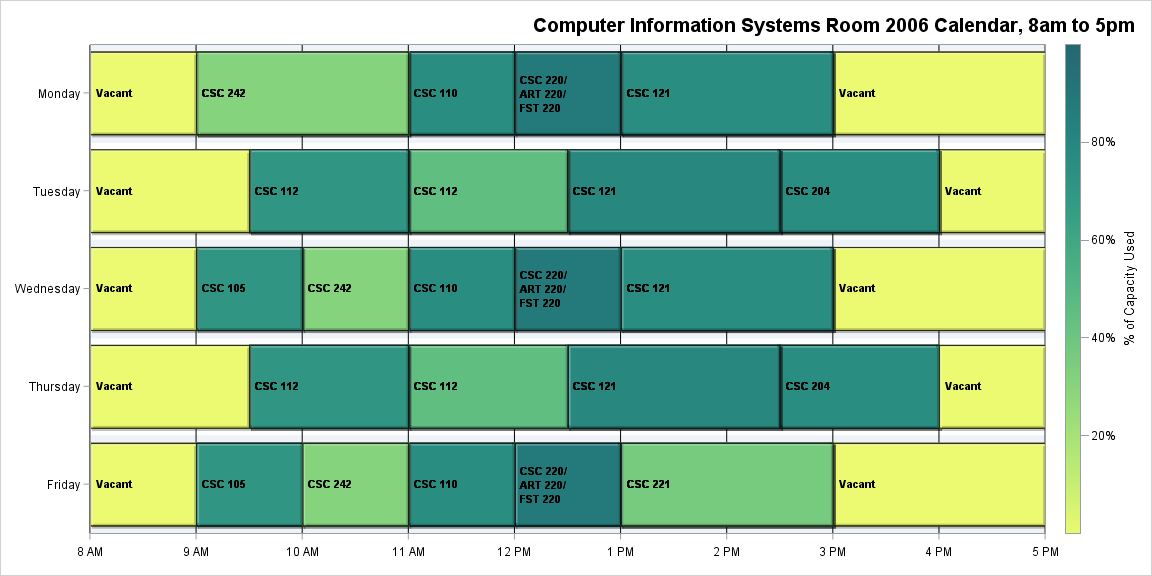 Computer Information Systems Room 2006 Calendar, 8am to 5pm
Monday
Vacant
CSC 242
CSC 110
CSC 220/
ART 220/
FST 220
CSC 121
Vacant
Tuesday
Vacant
CSC 112
CSC 112
CSC 121
CSC 204
Vacant
Wednesday
Vacant
CSC 105
CSC 242
CSC 110
CSC 220/
ART 220/
FST 220
CSC 121
Vacant
Thursday
Vacant
CSC 112
CSC 112
CSC 121
CSC 204
Vacant
Friday
Vacant
CSC 105
CSC 242
CSC 110
CSC 220/
ART 220/
FST 220
CSC 221
Vacant
8 AM
9 AM
10 AM
11 AM
12 PM
1 PM
2 PM
3 PM
4 PM
5 PM
80%
60%
40%
20%
% of Capacity Used